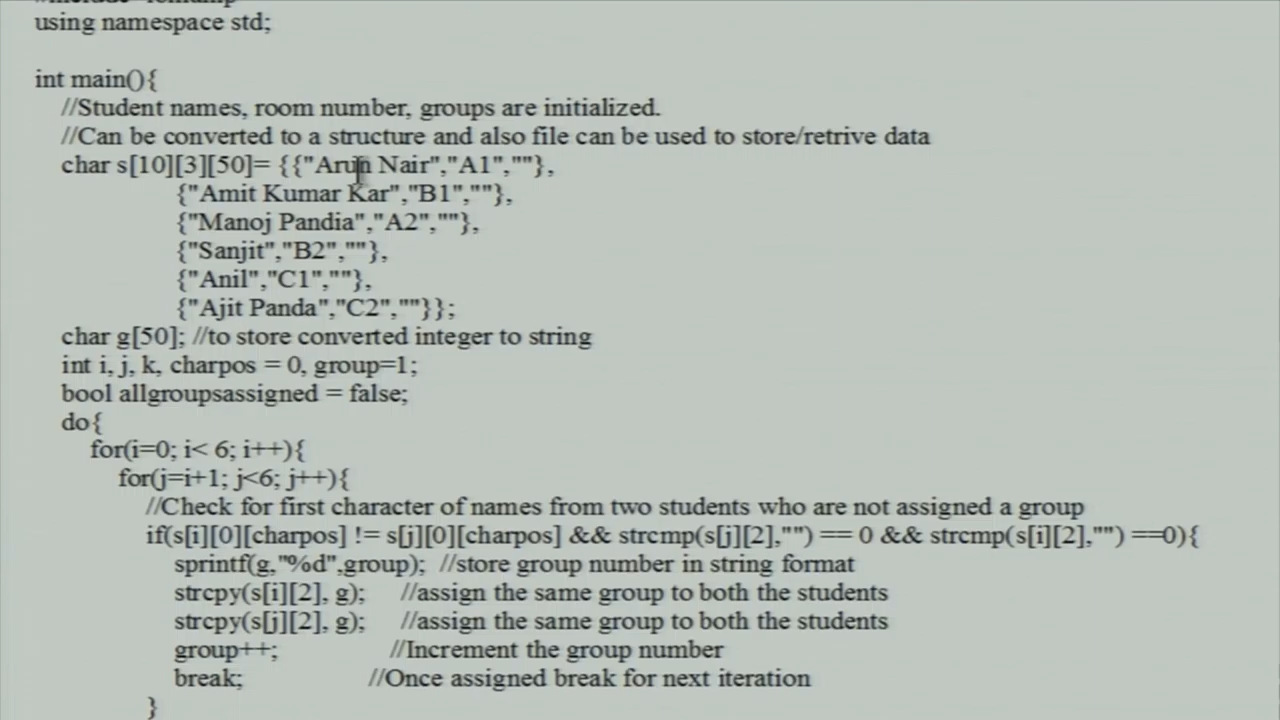 using namespace std;
int main(){
//Student names, room number, groups are initialized.
//Can be converted to a structure and also file can be used to store/retrive data
char s[10][3][50]= {{"Arun Nair","A1",""},
{"Amit Kumar Kar","B1",""},
{"Manoj Pandia","A2",""},
{"Sanjit","B2",""},
{"Anil","C1",""},
{"Ajit Panda","C2",""}};
char g[50]; //to store converted integer to string
int i, j, k, charpos = 0, group=1;
bool allgroupsassigned = false;
do{
for(i=0; i< 6; i++){
for(j=i+1; j<6; j++){
//Check for first character of names from two students who are not assigned a group
if(s[i][0][charpos] != s[j][0][charpos] && strcmp(s[j][2],"") == 0 && strcmp(s[i][2],"") ==0){
sprintf(g,"%d",group); //store group number in string format
strcpy(s[i][2], g); //assign the same group to both the students
strcpy(s[j][2], g); //assign the same group to both the students
group++; //Increment the group number
break; //Once assigned break for next iteration
}